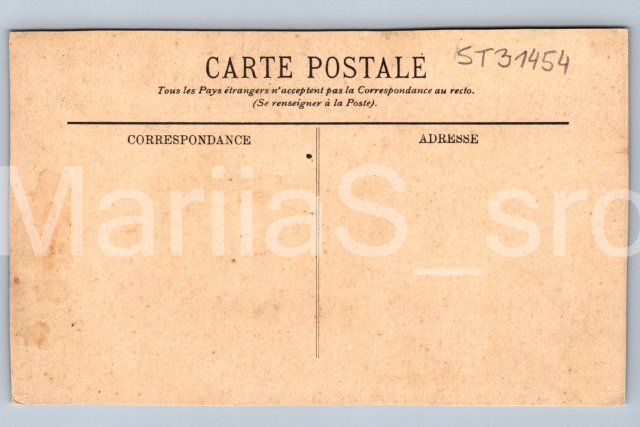 CARTE POSTALE
ST31454
Tous les Pays étrangers n'acceptent pas la Correspondance au recto.
(Se renseigner à la Poste).
CORRESPONDANCE
ADRESSE
MariiaS_sro